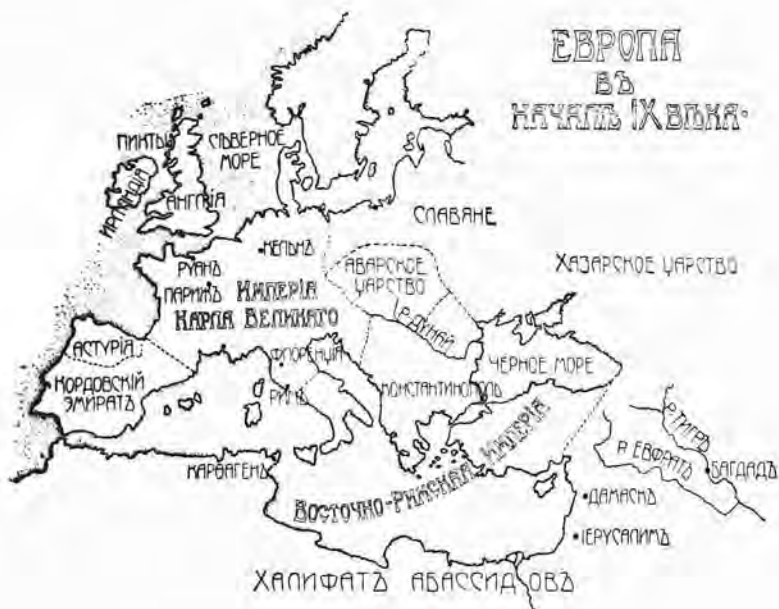 ЕВРОПА
ВЪ
НАЧАЛѢ IX ВѢКА.
ПИКТЫ
СѢВЕРНОЕ
МОРЕ
ИРЛАНДІЯ
АНГЛІЯ
СЛАВЯНЕ
КЕЛЬНЪ
РУАНЪ
ПАРИЖЪ
ИМПЕРІЯ
КАРЛА ВЕЛИКАГО
АВАРСКОЕ
ЦАРСТВО
Р. ДУНАЙ
ХАЗАРСКОЕ ЦАРСТВО
АСТУРІЯ
ФЛОРЕНЦІЯ
ЧЕРНОЕ МОРЕ
КОРДОВСКІЙ
ЭМИРАТЪ
РИМЪ
КОНСТАНТИНОПОЛЬ
Р. ТИГРЪ
Р. ЕВФРАТЪ
БАГДАДЪ
КАРѲАГЕНЪ
ВОСТОЧНО-РИМСКАЯ ИМПЕРІЯ
ДАМАСКЪ
ІЕРУСАЛИМЪ
ХАЛИФАТЪ АБАССИДОВЪ